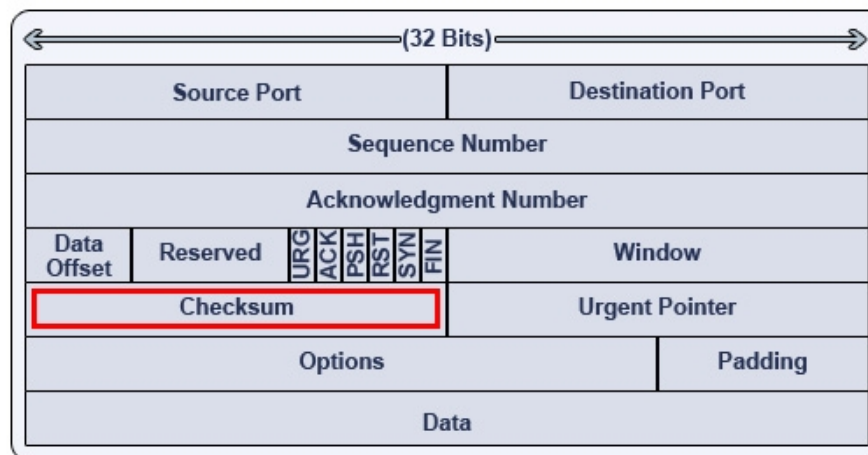 (32 Bits)
Source Port Destination Port
Sequence Number
Acknowledgment Number
Data Offset Reserved URG ACK PSH RST SYN FIN Window
Checksum Urgent Pointer
Options Padding
Data